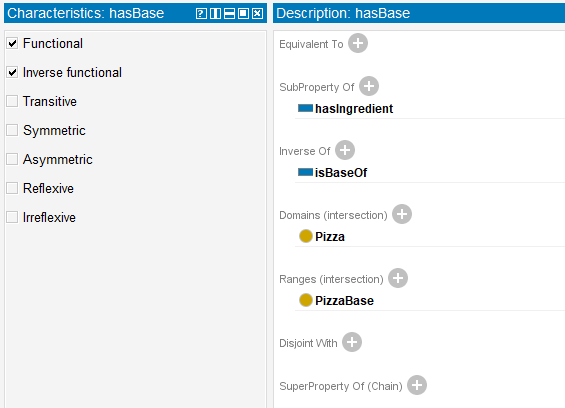 Characteristics: hasBase
Functional
Inverse functional
Transitive
Symmetric
Asymmetric
Reflexive
Irreflexive
Description: hasBase
Equivalent To
SubProperty Of
hasIngredient
Inverse Of
isBaseOf
Domains (intersection)
Pizza
Ranges (intersection)
PizzaBase
Disjoint With
SuperProperty Of (Chain)